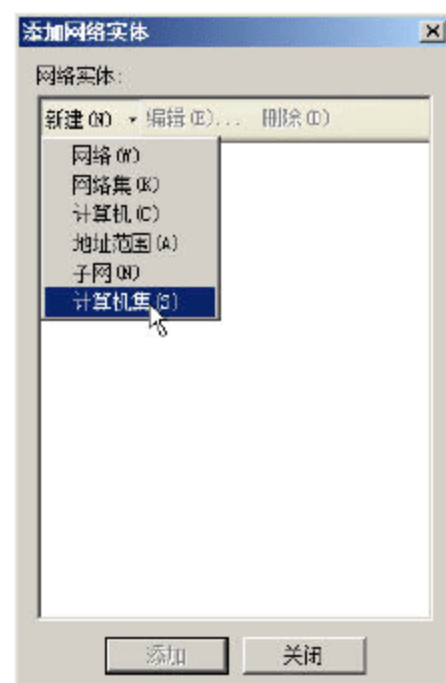 添加网络实体
网络实体:
新建(N) 编辑(E)... 删除(D)
网络(W)
网络集(K)
计算机(C)
地址范围(A)
子网(N)
计算机集(S)
添加 关闭